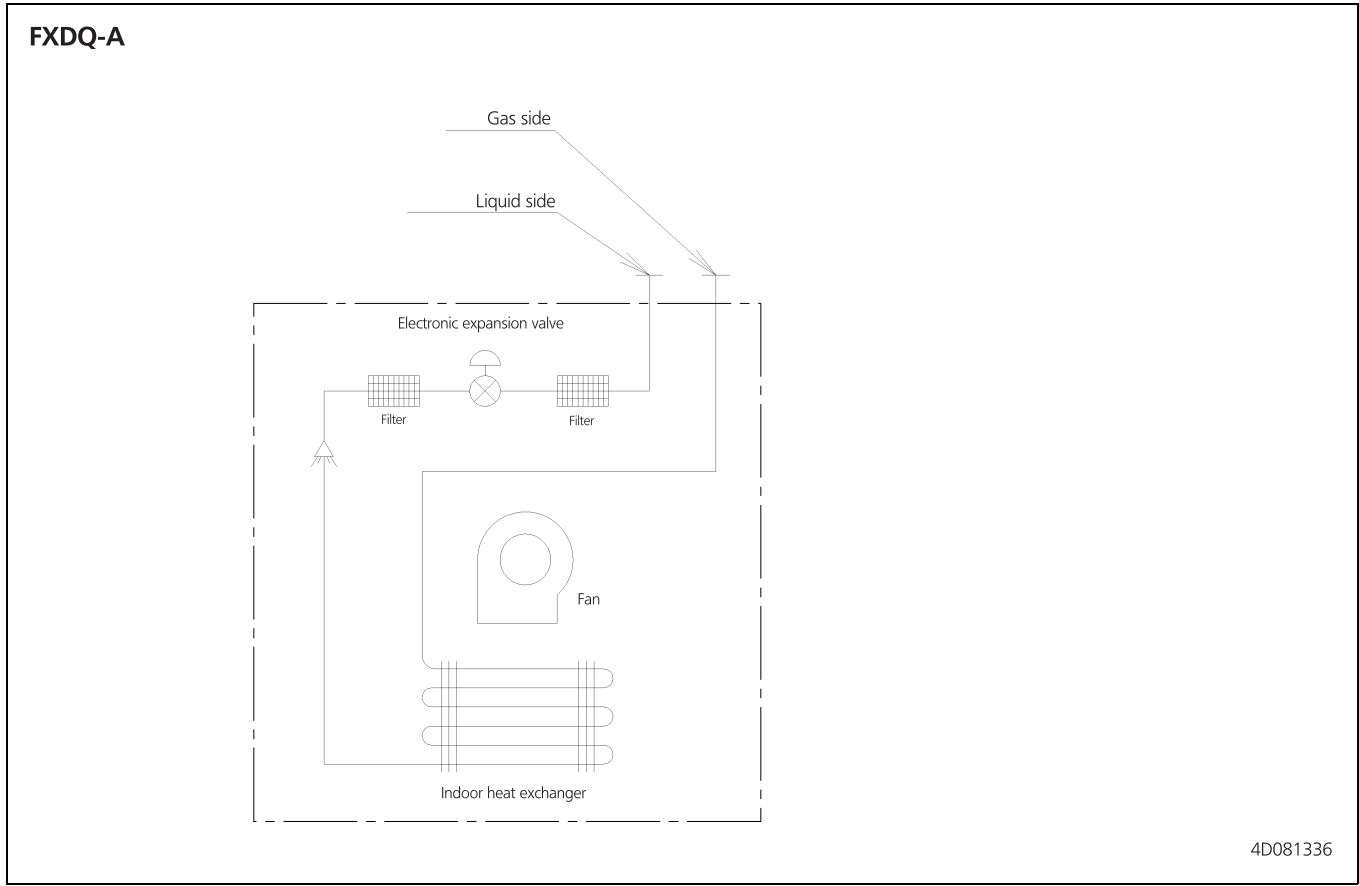 FXDQ-A
Gas side
Liquid side
Electronic expansion valve
Filter
Filter
Fan
Indoor heat exchanger
4D081336